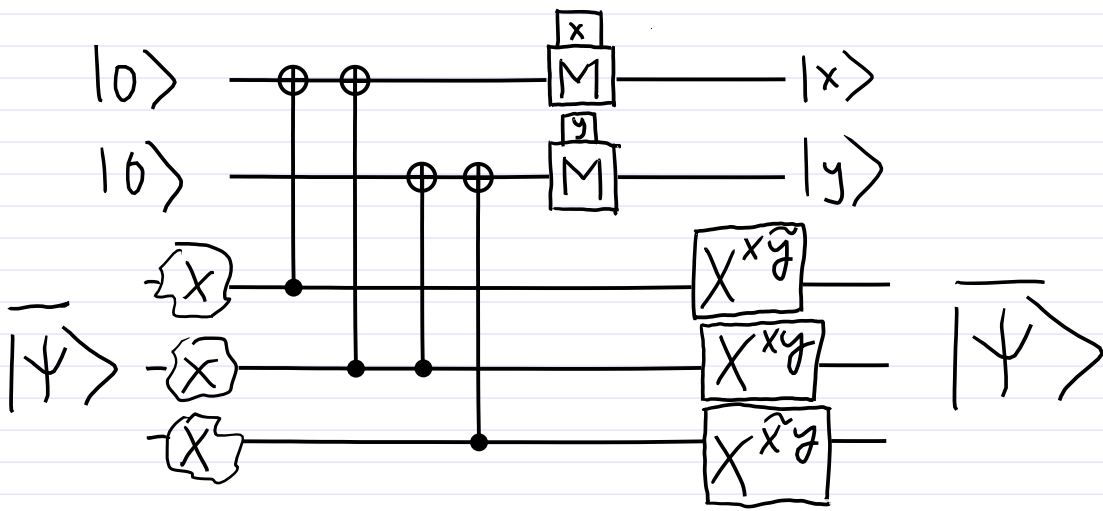 x
|0⟩ M |x⟩
y
|0⟩ M |y⟩
X X^{xỹ}
|Ψ̅⟩ X X^{xy} |Ψ̅⟩
X X^{x̃y}